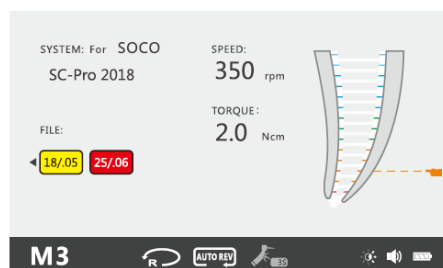 SYSTEM: For SOCO
SC-Pro 2018
SPEED:
350 rpm
TORQUE:
2.0 Ncm
FILE:
18/.05 25/.06
M3 R AUTO REV 3S